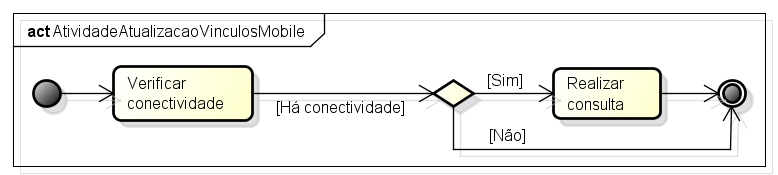 act AtividadeAtualizacaoVinculosMobile
Verificar
conectividade
[Há conectividade]
[Sim]
Realizar
consulta
[Não]